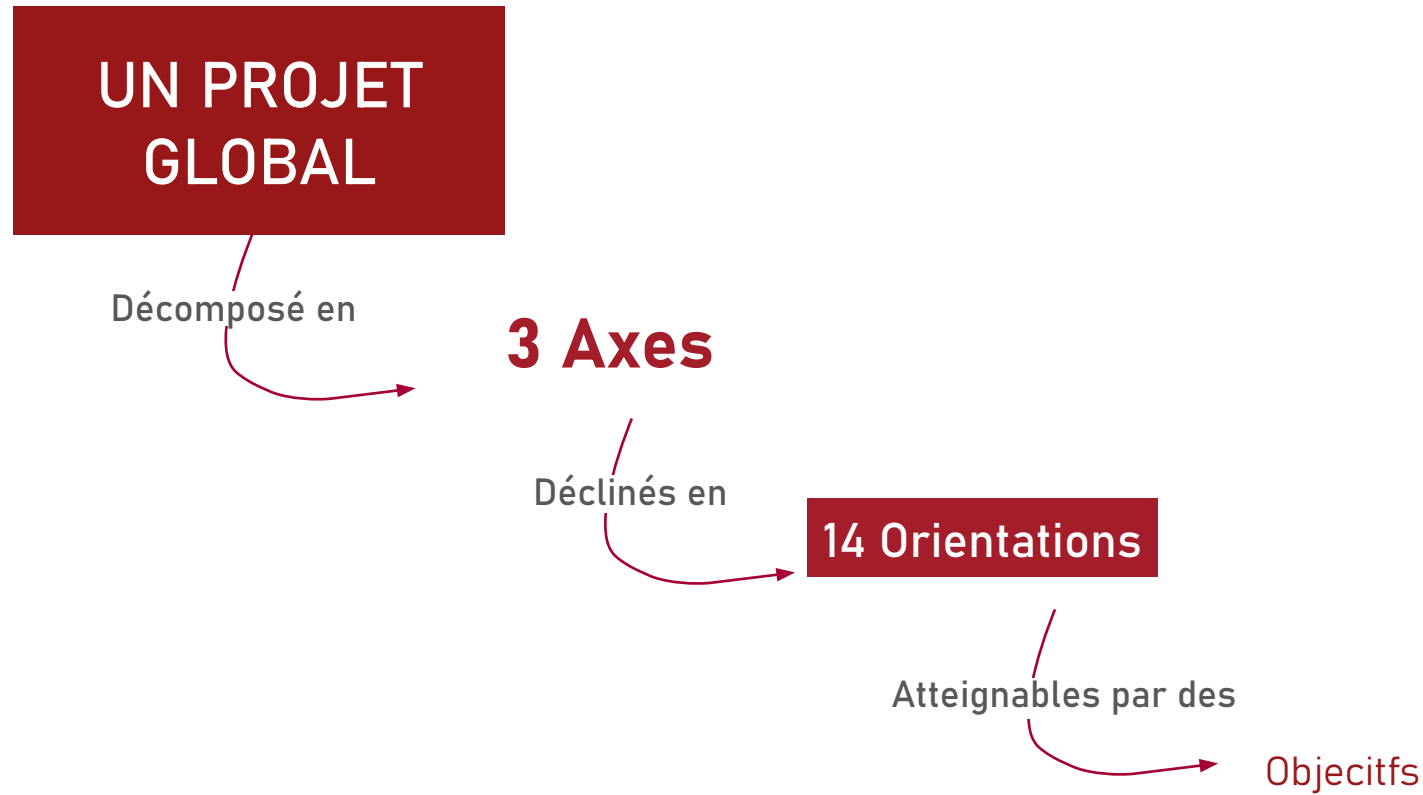 UN PROJET
GLOBAL
Décomposé en
3 Axes
Déclinés en
14 Orientations
Atteignables par des
Objecitfs